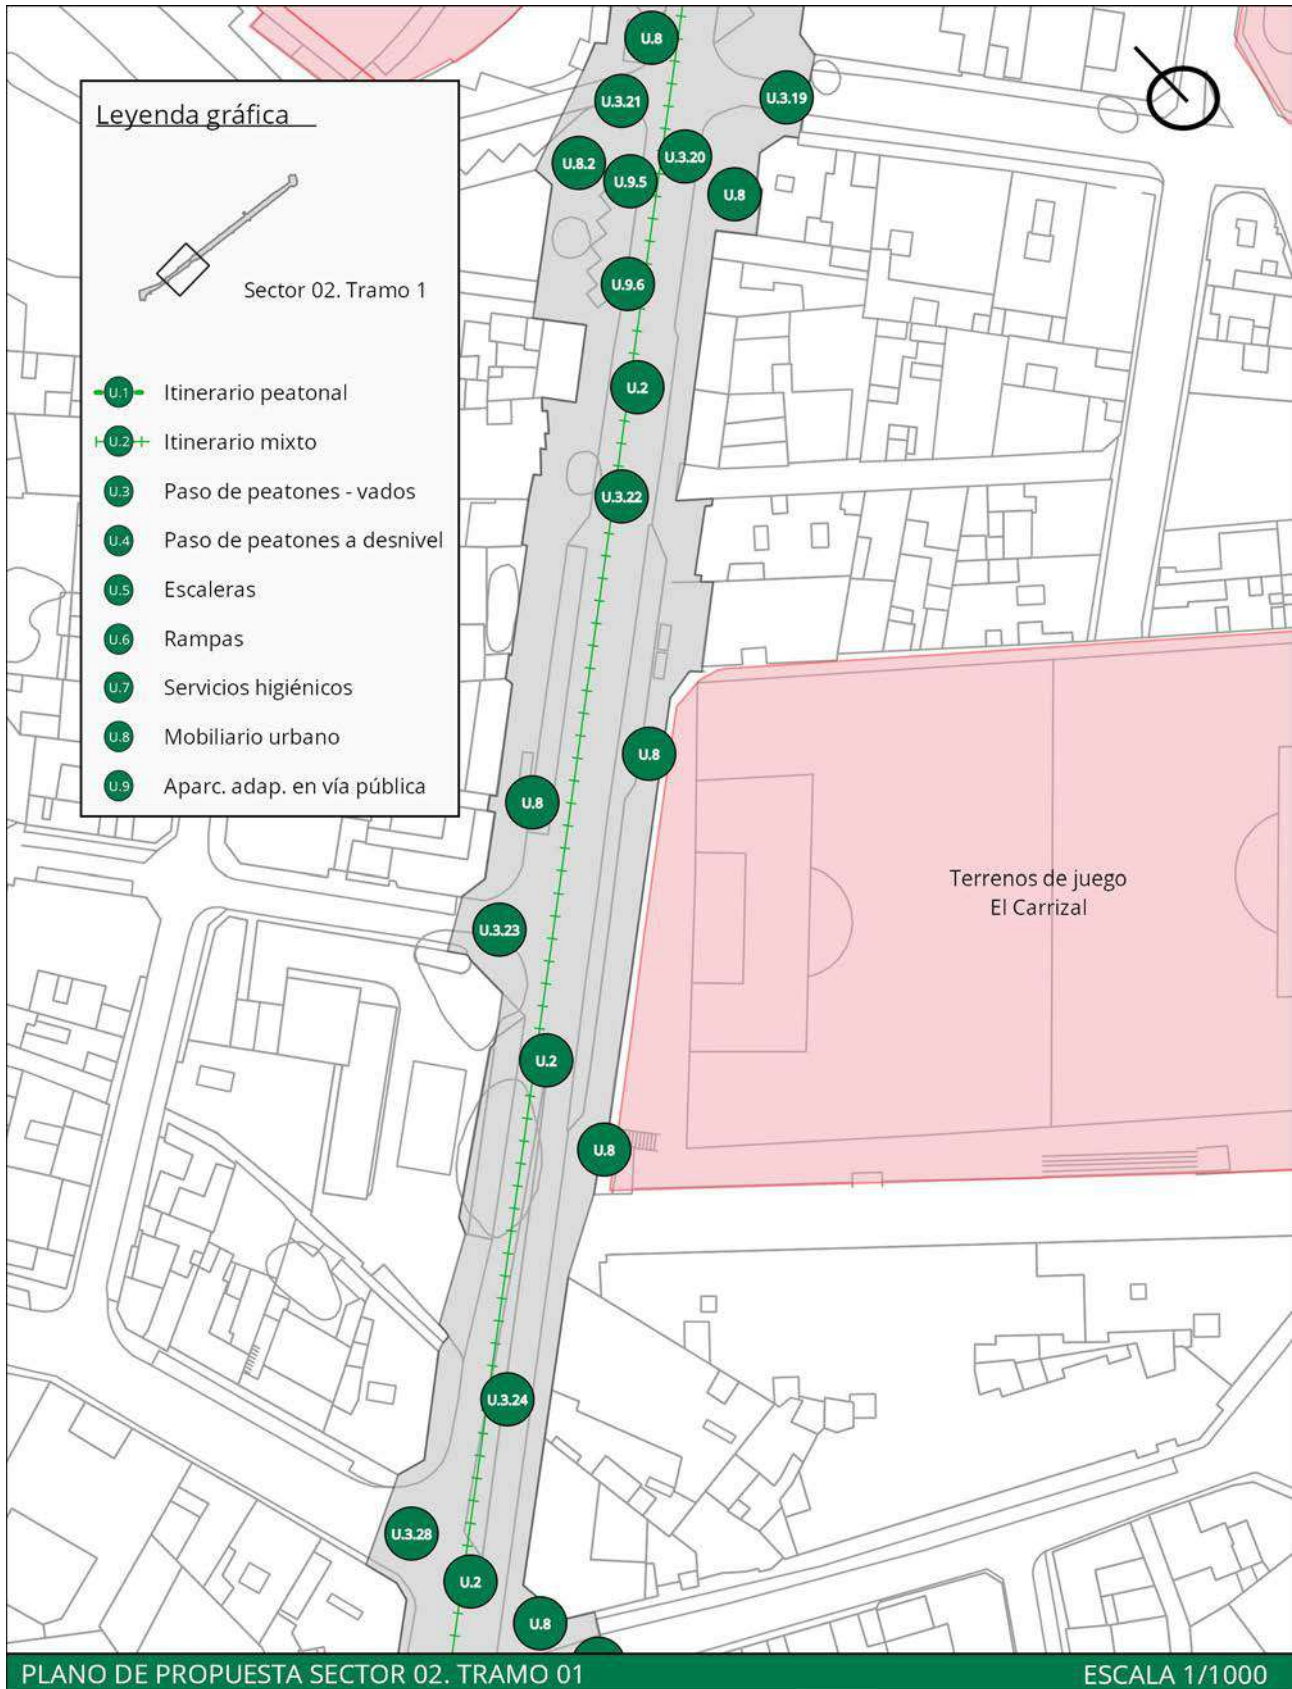 Leyenda gráfica
Sector 02. Tramo 1
U.1 Itinerario peatonal
U.2 Itinerario mixto
U.3 Paso de peatones - vados
U.4 Paso de peatones a desnivel
U.5 Escaleras
U.6 Rampas
U.7 Servicios higiénicos
U.8 Mobiliario urbano
U.9 Aparc. adap. en vía pública
U.8
U.3.21
U.3.19
U.3.20
U.8.2
U.9.5
U.8
U.9.6
U.2
U.3.22
U.8
U.8
Terrenos de juego
El Carrizal
U.3.23
U.2
U.8
U.3.24
U.3.28
U.2
U.8
PLANO DE PROPUESTA SECTOR 02. TRAMO 01
ESCALA 1/1000